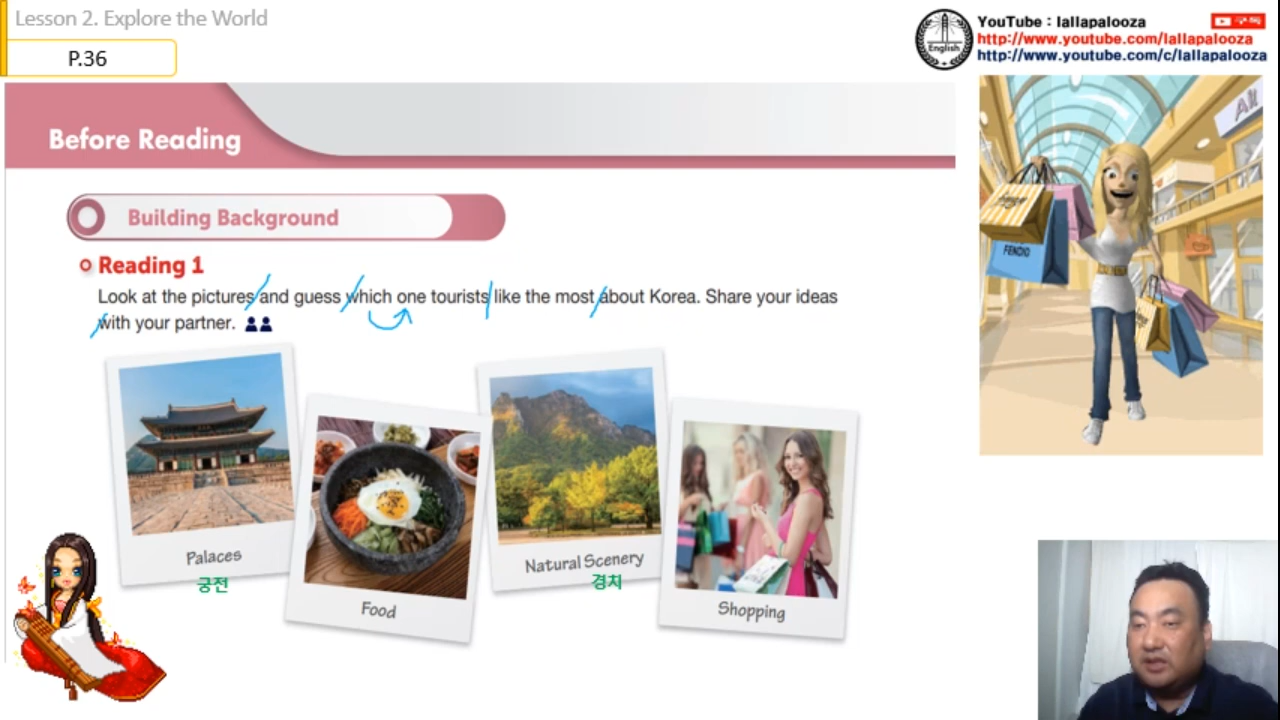 Lesson 2. Explore the World
P.36
English
YouTube : lallapalooza
http://www.youtube.com/lallapalooza
http://www.youtube.com/c/lallapalooza
Before Reading
Building Background
Reading 1
Look at the pictures and guess which one tourists like the most about Korea. Share your ideas
with your partner.
Palaces
궁전
Food
Natural Scenery
경치
Shopping
FENDIO